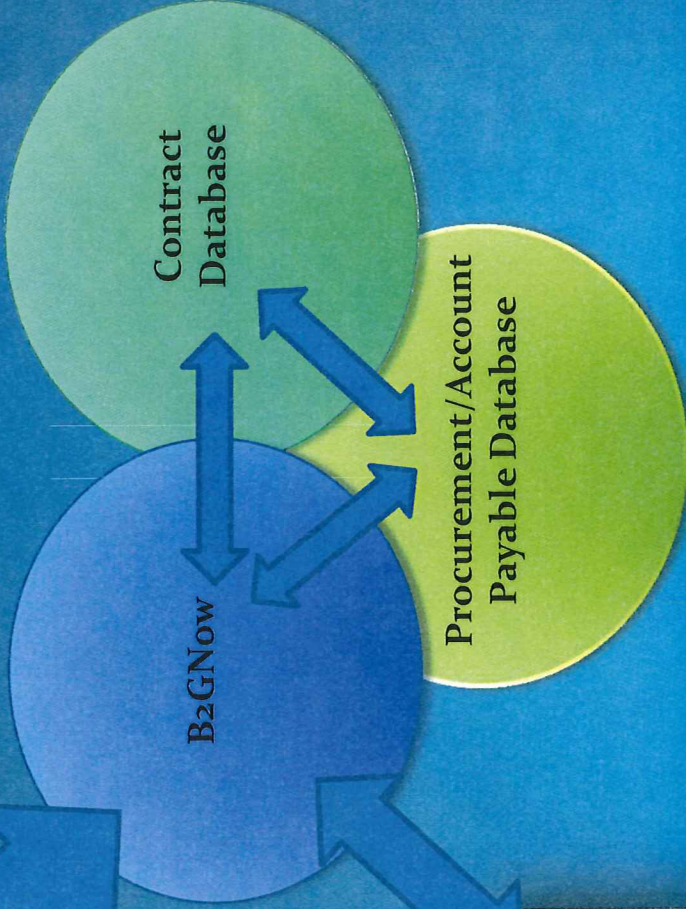 B2GNow
Contract
Database
Procurement/Account
Payable Database